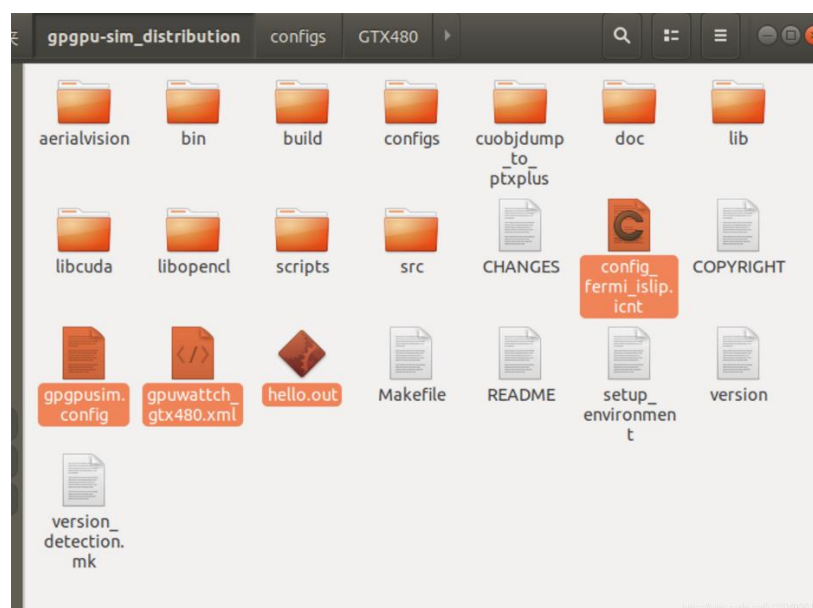 gpgpu-sim_distribution configs GTX480
aerialvision bin build configs cuobjdump doc lib
_to_
ptxplus
libcuda libopencl scripts src CHANGES config_ COPYRIGHT
fermi_islip.
icnt
gpgpusim. gpuwattch_ hello.out Makefile README setup_ version
config gtx480.xml environmen
t
version_
detection.
mk